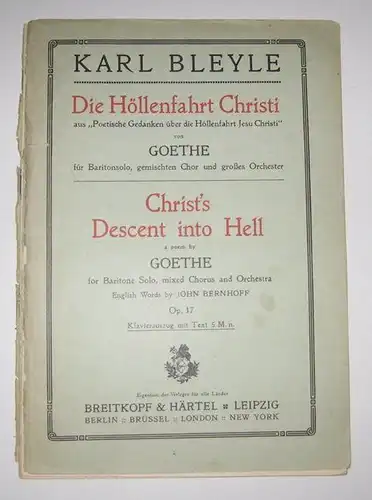 KARL BLEYLE
Die Höllenfahrt Christi
aus „Poetische Gedanken über die Höllenfahrt Jesu Christi“
von
GOETHE
für Baritonsolo, gemischten Chor und großes Orchester
Christ's
Descent into Hell
a poem by
GOETHE
for Baritone Solo, mixed Chorus and Orchestra
English Words by JOHN BERNHOFF
Op. 17
Klavierauszug mit Text 5 M. n.
Eigentum der Verleger für alle Länder
BREITKOPF & HÄRTEL LEIPZIG
BERLIN BRÜSSEL LONDON NEW YORK